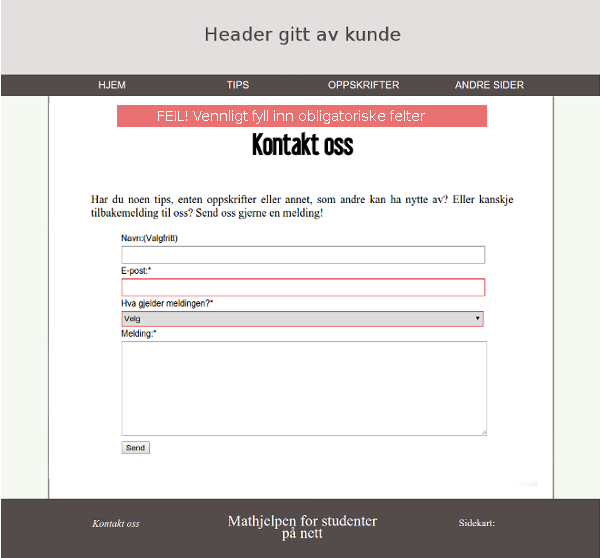 Header gitt av kunde
HJEM TIPS OPPSKRIFTER ANDRE SIDER
FEIL! Vennligt fyll inn obligatoriske felter
Kontakt oss
Har du noen tips, enten oppskrifter eller annet, som andre kan ha nytte av? Eller kanskje
tilbakemelding til oss? Send oss gjerne en melding!
Navn:(Valgfritt)
E-post:*
Hva gjelder meldingen?*
Velg
Melding:*
Send
Kontakt oss
Mathjelpen for studenter
på nett
Sidekart: